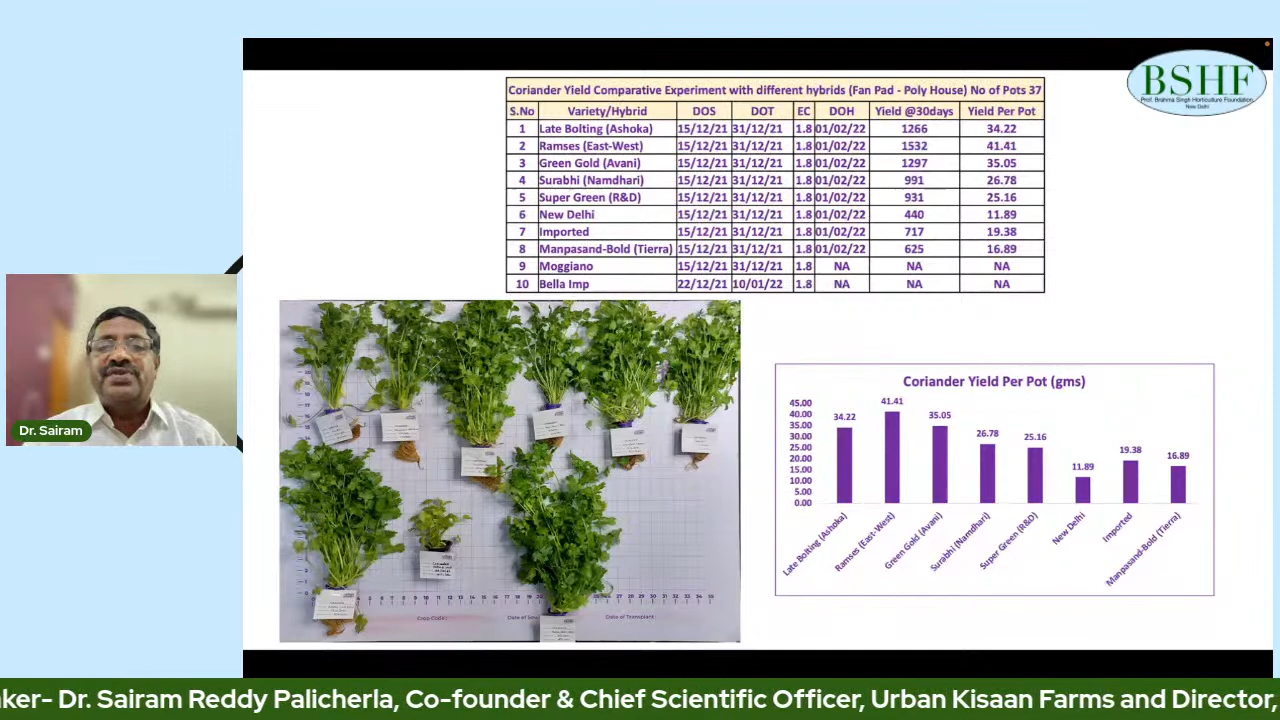 BSHF
Prof. Brahma Singh Horticulture Foundation
New Delhi
Coriander Yield Comparative Experiment with different hybrids (Fan Pad - Poly House) No of Pots 37
S.No Variety/Hybrid DOS DOT EC DOH Yield @30days Yield Per Pot
1 Late Bolting (Ashoka) 15/12/21 31/12/21 1.8 01/02/22 1266 34.22
2 Ramses (East-West) 15/12/21 31/12/21 1.8 01/02/22 1532 41.41
3 Green Gold (Avani) 15/12/21 31/12/21 1.8 01/02/22 1297 35.05
4 Surabhi (Namdhari) 15/12/21 31/12/21 1.8 01/02/22 991 26.78
5 Super Green (R&D) 15/12/21 31/12/21 1.8 01/02/22 931 25.16
6 New Delhi 15/12/21 31/12/21 1.8 01/02/22 440 11.89
7 Imported 15/12/21 31/12/21 1.8 01/02/22 717 19.38
8 Manpasand-Bold (Tierra) 15/12/21 31/12/21 1.8 01/02/22 625 16.89
9 Moggiano 15/12/21 31/12/21 1.8 NA NA NA
10 Bella Imp 22/12/21 10/01/22 1.8 NA NA NA
Dr. Sairam
Crop Code:
Date of
Date of Transplant:
Coriander Yield Per Pot (gms)
45.00
40.00
35.00
30.00
25.00
20.00
15.00
10.00
5.00
0.00
34.22
41.41
35.05
26.78
25.16
11.89
19.38
16.89
Late Bolting (Ashoka)
Ramses (East-West)
Green Gold (Avani)
Surabhi (Namdhari)
Super Green (R&D)
New Delhi
Imported
Manpasand-Bold (Tierra)
ker- Dr. Sairam Reddy Palicherla, Co-founder & Chief Scientific Officer, Urban Kisaan Farms and Director,